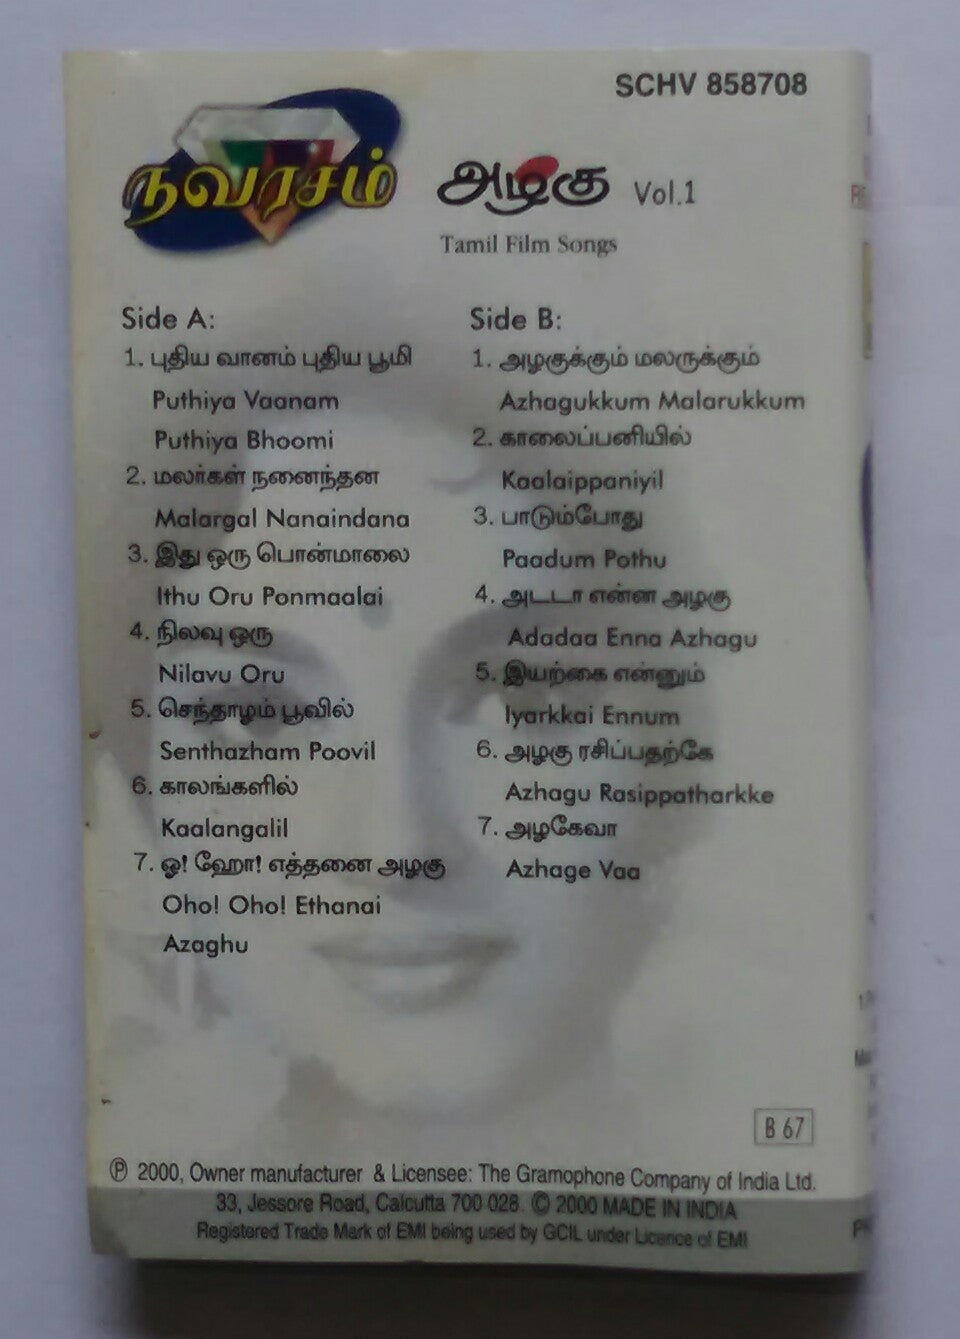 SCHV 858708
நவரசம் அழகு Vol.1
Tamil Film Songs
Side A:
1. புதிய வானம் புதிய பூமி
Puthiya Vaanam
Puthiya Bhoomi
2. மலர்கள் நனைந்தன
Malargal Nanaindana
3. இது ஒரு பொன்மாலை
Ithu Oru Ponmaalai
4. நிலவு ஒரு
Nilavu Oru
5. செந்தாழம் பூவில்
Senthazham Poovil
6. காலங்களில்
Kaalangalil
7. ஓ! ஹோ! எத்தனை அழகு
Oho! Oho! Ethanai
Azaghu
Side B:
1. அழகுக்கும் மலருக்கும்
Azhagukkum Malarukkum
2. காலைப்பனியில்
Kaalaippaniyil
3. பாடும்போது
Paadum Pothu
4. அடடா என்ன அழகு
Adadaa Enna Azhagu
5. இயற்கை என்னும்
Iyarkkai Ennum
6. அழகு ரசிப்பதற்கே
Azhagu Rasippatharkke
7. அழகேவா
Azhage Vaa
B 67
℗ 2000, Owner manufacturer & Licensee: The Gramophone Company of India Ltd.
33, Jessore Road, Calcutta 700 028. © 2000 MADE IN INDIA
Registered Trade Mark of EMI being used by GCIL under Licence of EMI